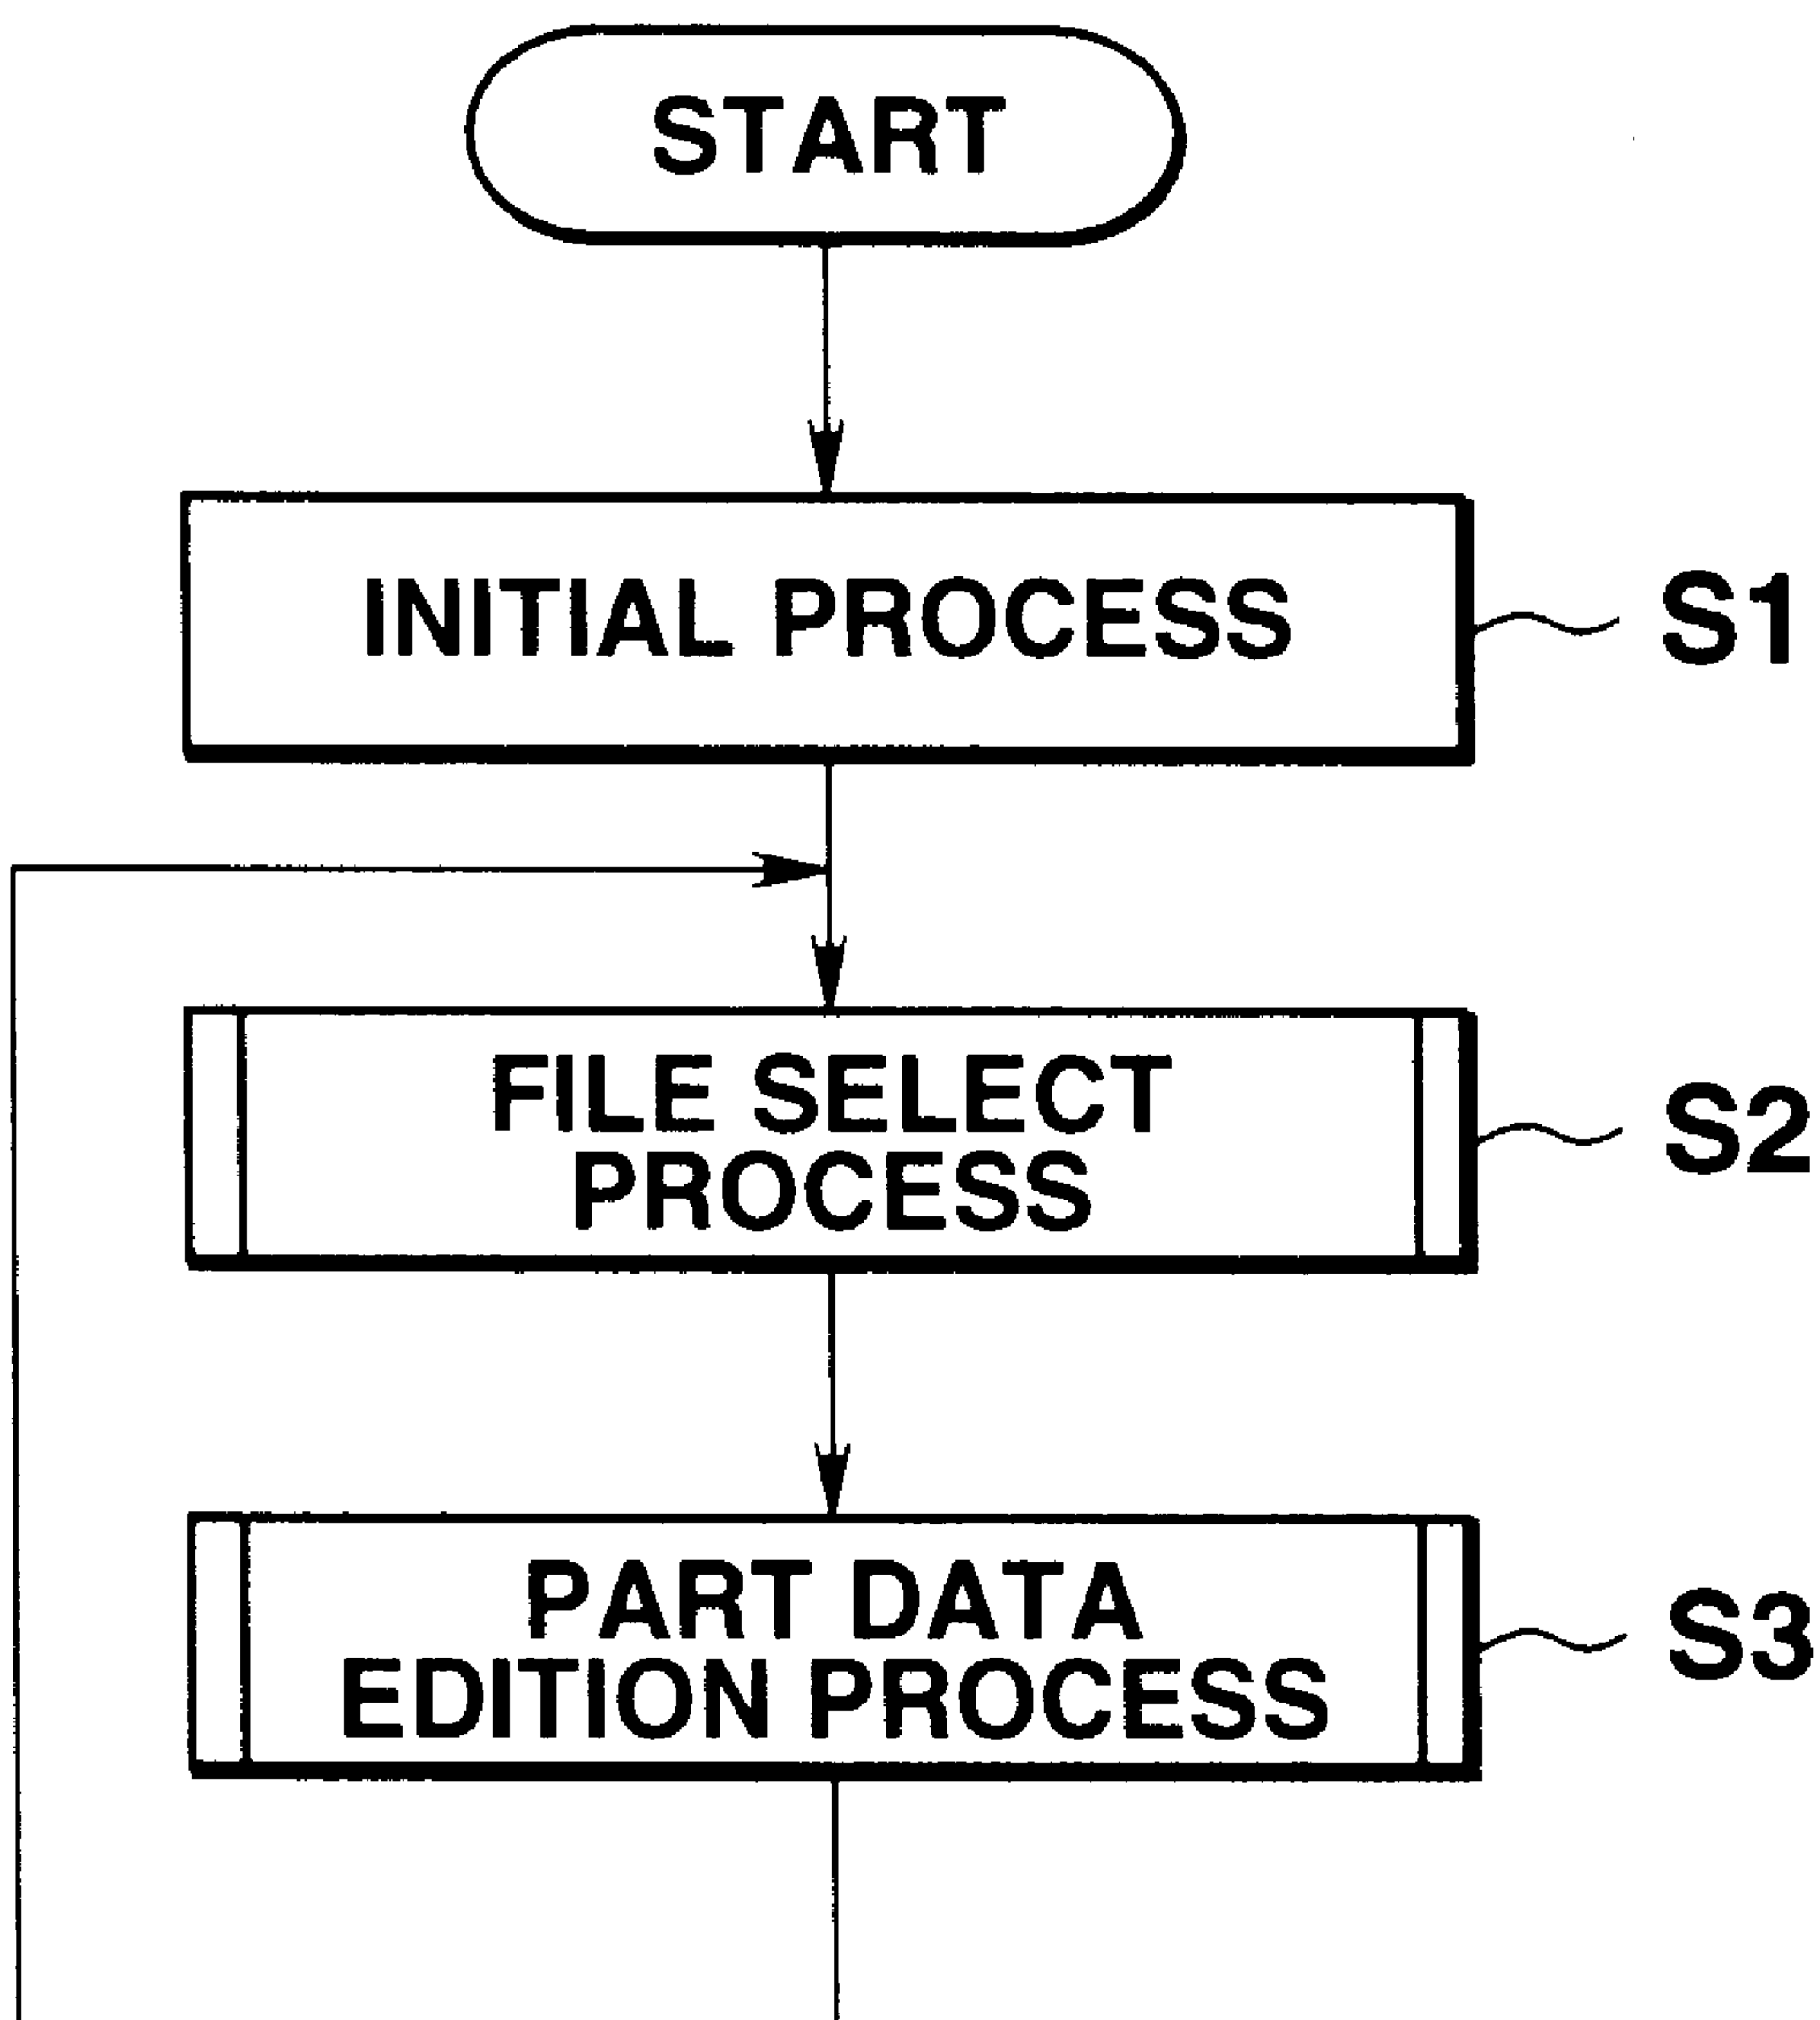 START
INITIAL PROCESS
S1
FILE SELECT
PROCESS
S2
PART DATA
EDITION PROCESS
S3